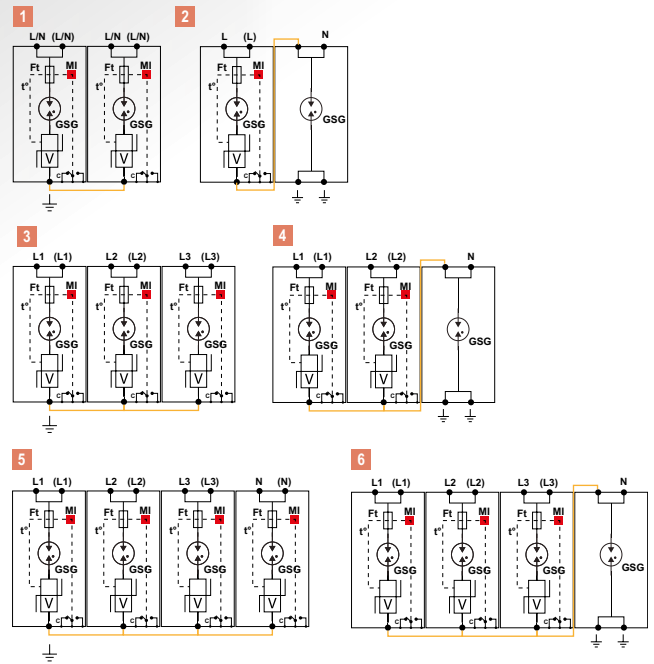 1
2
L/N (L/N) L/N (L/N)
L (L) N
Ft MI Ft MI
Ft MI
t° t°
t°
GSG GSG
GSG GSG
V V
V
C C
C
3
4
L1 (L1) L2 (L2) L3 (L3)
L1 (L1) L2 (L2) N
Ft MI Ft MI Ft MI
Ft MI Ft MI
t° t° t°
t° t°
GSG GSG GSG
GSG GSG GSG
V V V
V V
C C C
C C
5
6
L1 (L1) L2 (L2) L3 (L3) N (N)
L1 (L1) L2 (L2) L3 (L3) N
Ft MI Ft MI Ft MI Ft MI
Ft MI Ft MI Ft MI
t° t° t° t°
t° t° t°
GSG GSG GSG GSG
GSG GSG GSG GSG
V V V V
V V V
C C C C
C C C